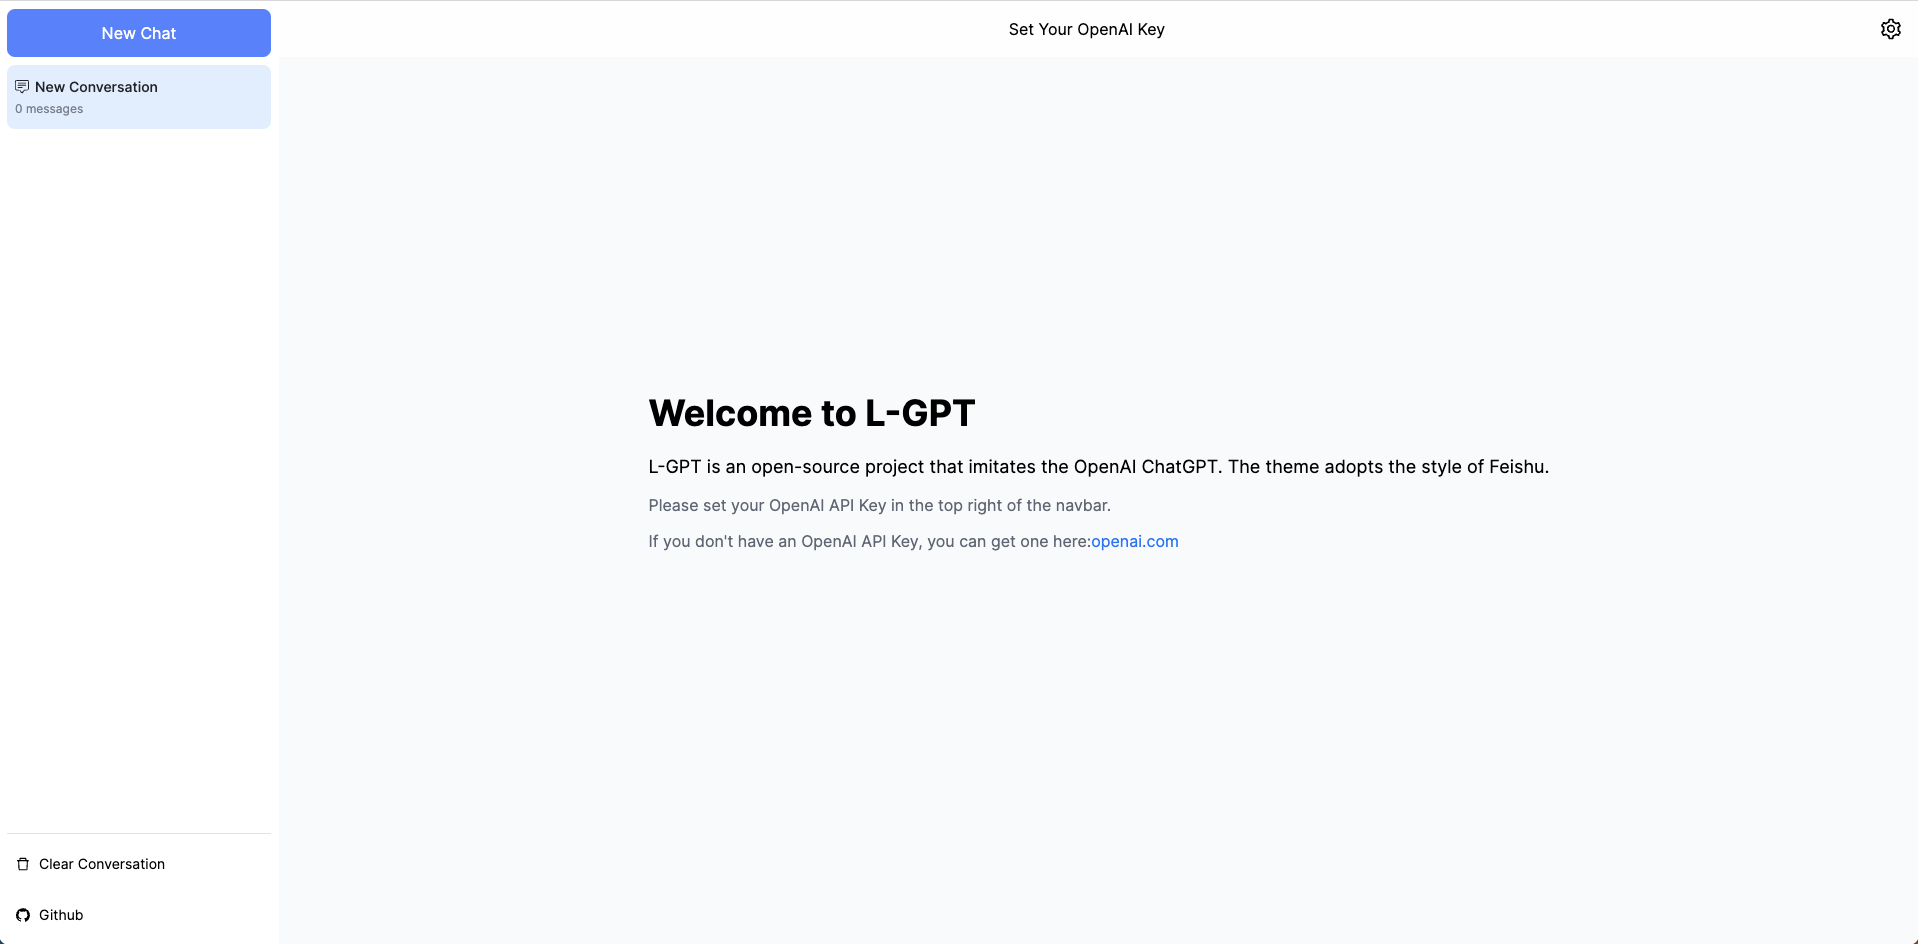 New Chat
Set Your OpenAI Key
New Conversation
0 messages
Welcome to L-GPT
L-GPT is an open-source project that imitates the OpenAI ChatGPT. The theme adopts the style of Feishu.
Please set your OpenAI API Key in the top right of the navbar.
If you don't have an OpenAI API Key, you can get one here:openai.com
Clear Conversation
Github